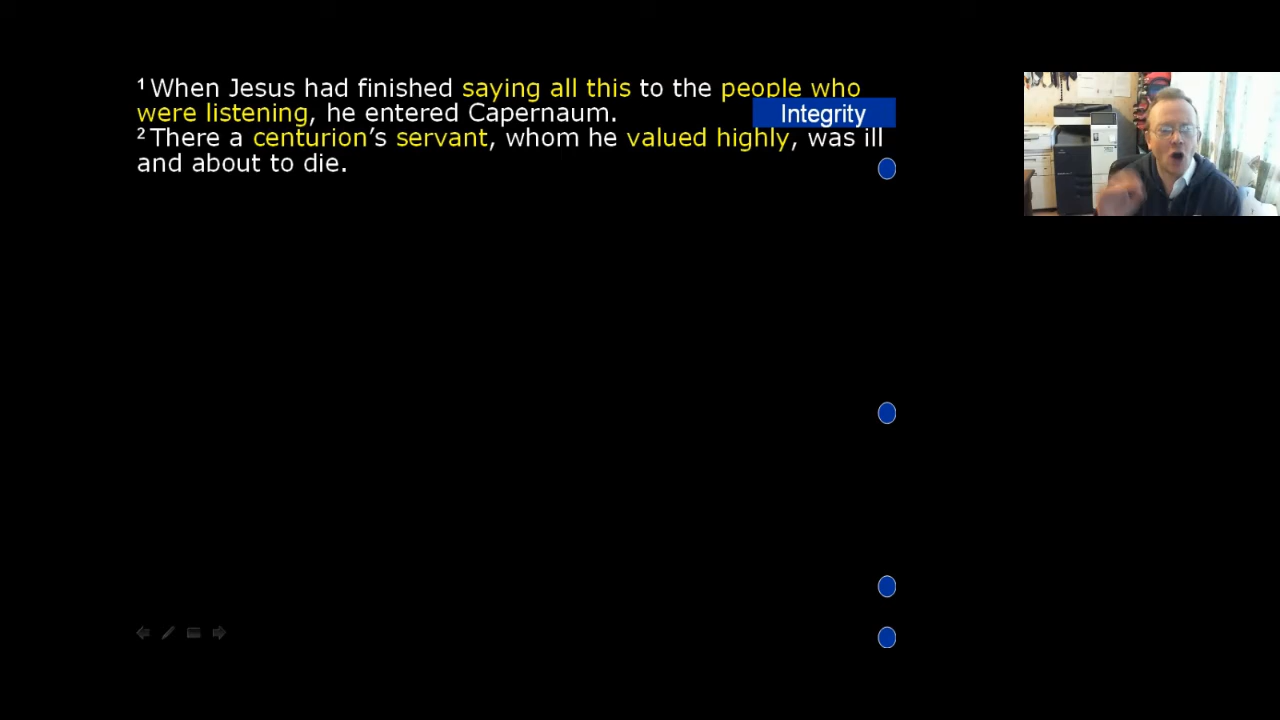 ¹When Jesus had finished saying all this to the people who
were listening, he entered Capernaum.
Integrity
²There a centurion’s servant, whom he valued highly, was ill
and about to die.